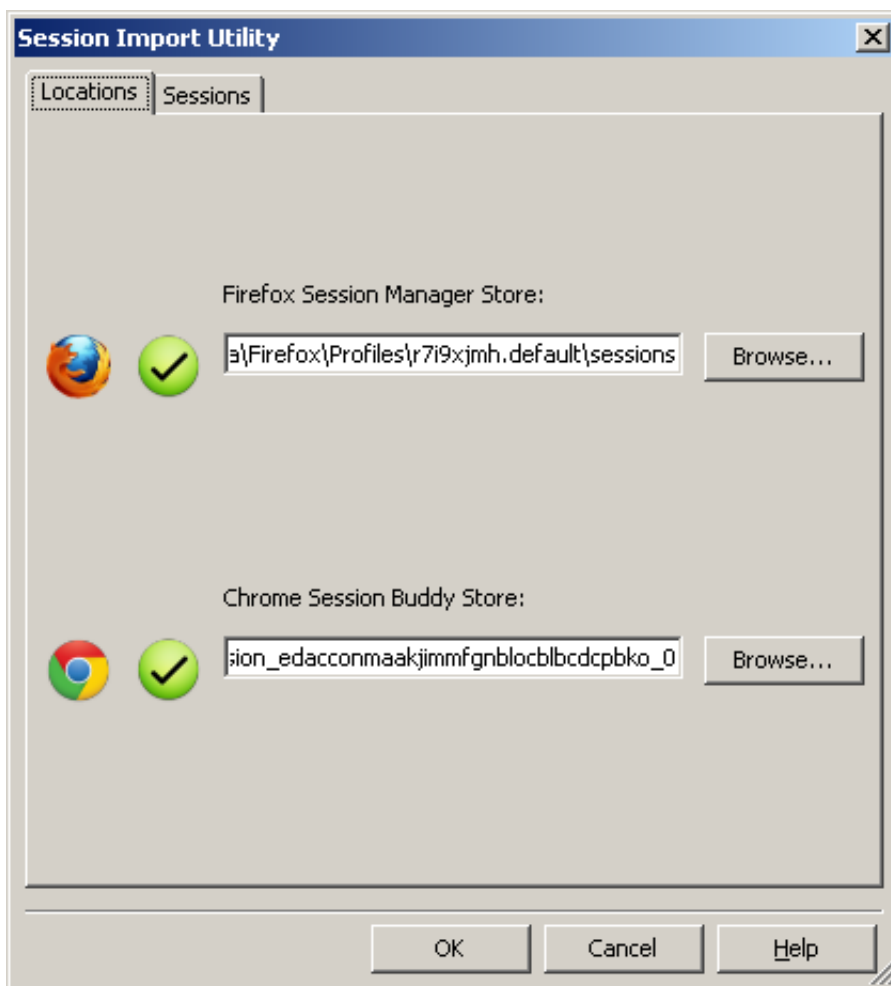 Session Import Utility
Locations
Sessions
Firefox Session Manager Store:
a\Firefox\Profiles\r7i9xjmh.default\sessions
Browse...
Chrome Session Buddy Store:
sion_edacconmaakjimmfgnblocblbcdcpbko_0
Browse...
OK
Cancel
Help